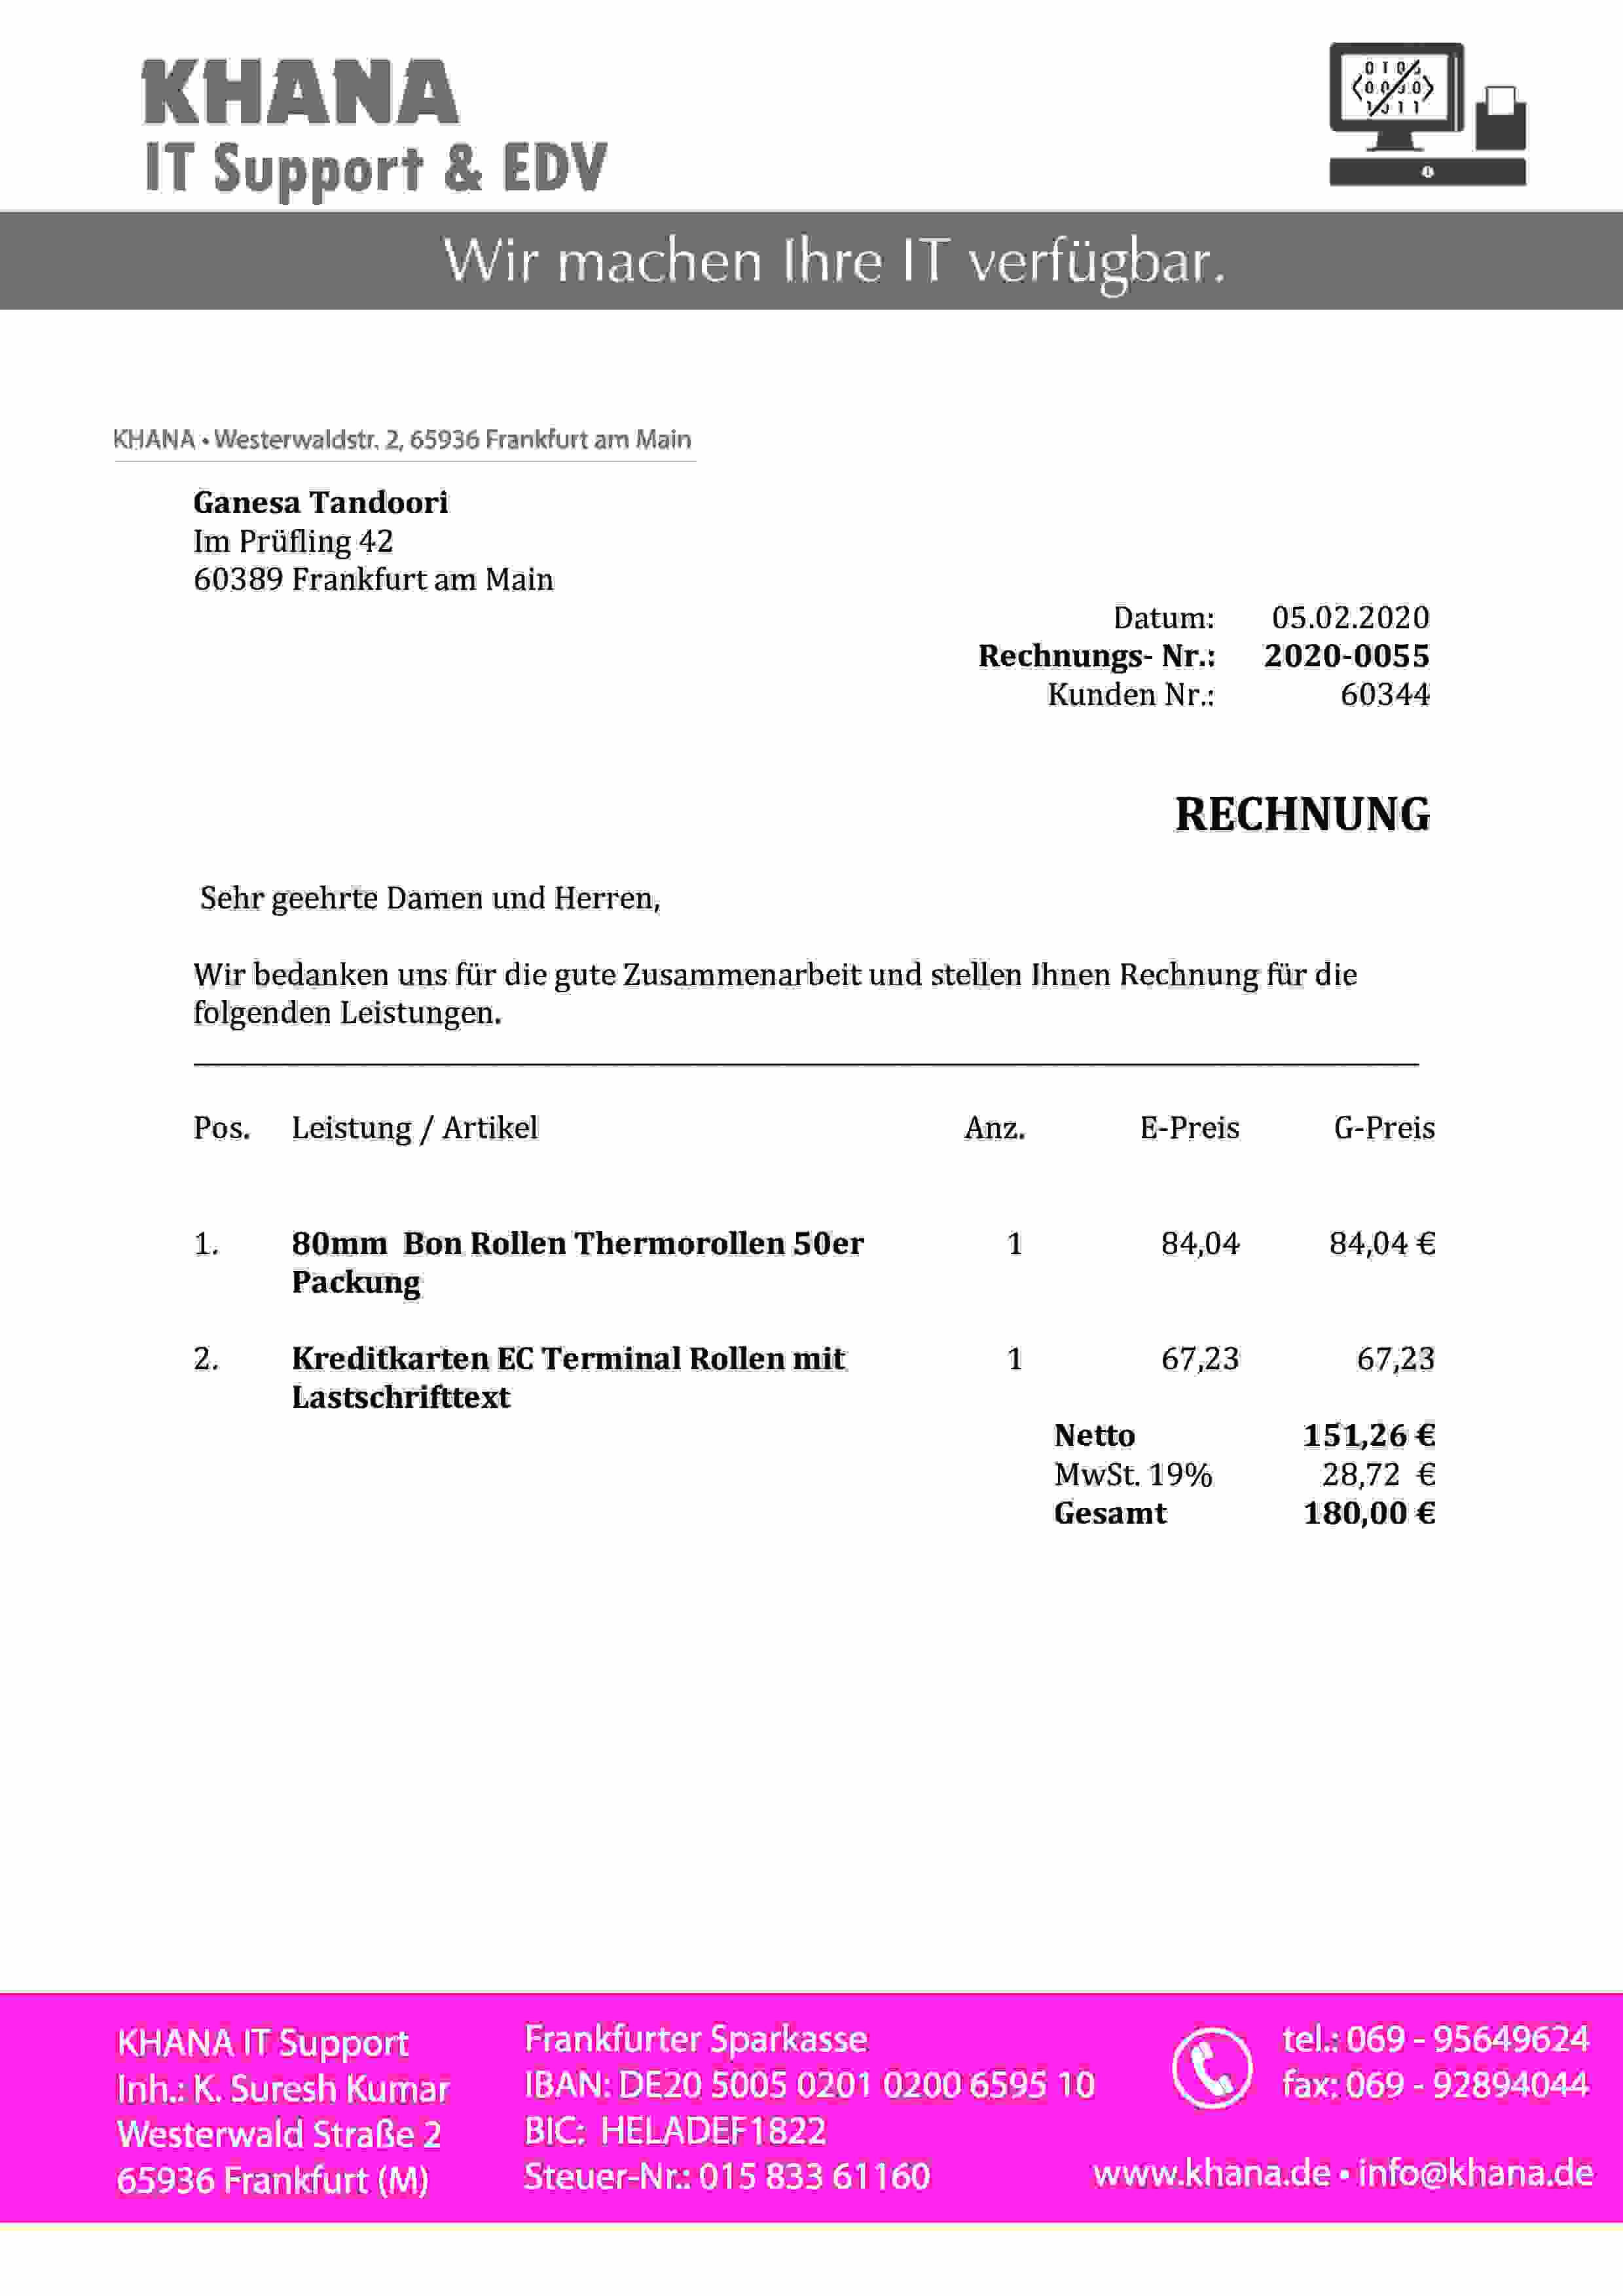 KHANA
IT Support & EDV
Wir machen Ihre IT verfügbar.
KHANA • Westerwaldstr. 2, 65936 Frankfurt am Main
Ganesa Tandoori
Im Prüfling 42
60389 Frankfurt am Main
Datum: 05.02.2020
Rechnungs- Nr.: 2020-0055
Kunden Nr.: 60344
RECHNUNG
Sehr geehrte Damen und Herren,
Wir bedanken uns für die gute Zusammenarbeit und stellen Ihnen Rechnung für die
folgenden Leistungen.
Pos. Leistung / Artikel Anz. E-Preis G-Preis
1. 80mm Bon Rollen Thermorollen 50er 1 84,04 84,04 €
Packung
2. Kreditkarten EC Terminal Rollen mit 1 67,23 67,23
Lastschrifttext
Netto 151,26 €
MwSt. 19% 28,72 €
Gesamt 180,00 €
KHANA IT Support
Inh.: K. Suresh Kumar
Westerwald Straße 2
65936 Frankfurt (M)
Frankfurter Sparkasse
IBAN: DE20 5005 0201 0200 6595 10
BIC: HELADEF1822
Steuer-Nr.: 015 833 61160
tel.: 069 - 95649624
fax: 069 - 92894044
www.khana.de • info@khana.de